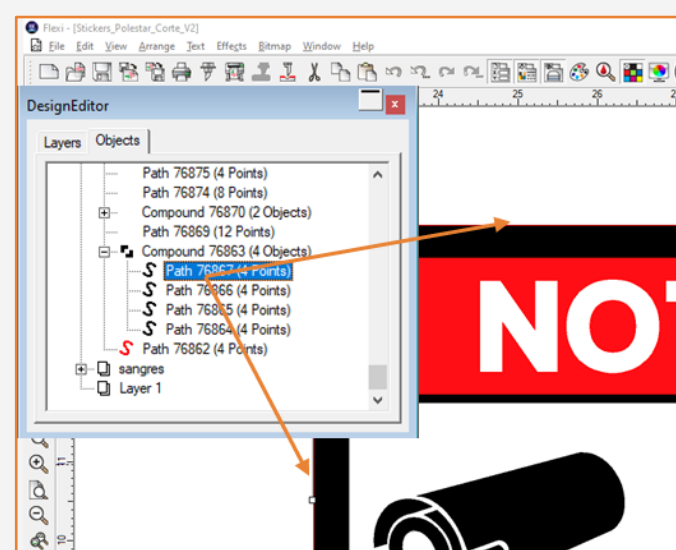 Flexi - [Stickers_Polestar_Corte_V2]
File Edit View Arrange Text Effects Bitmap Window Help
24 25 26 2
DesignEditor
Layers Objects
Path 76875 (4 Points)
Path 76874 (8 Points)
Compound 76870 (2 Objects)
Path 76869 (12 Points)
Compound 76863 (4 Objects)
Path 76867 (4 Points)
Path 76866 (4 Points)
Path 76865 (4 Points)
Path 76864 (4 Points)
Path 76862 (4 Points)
sangres
Layer 1
NOT
11
10